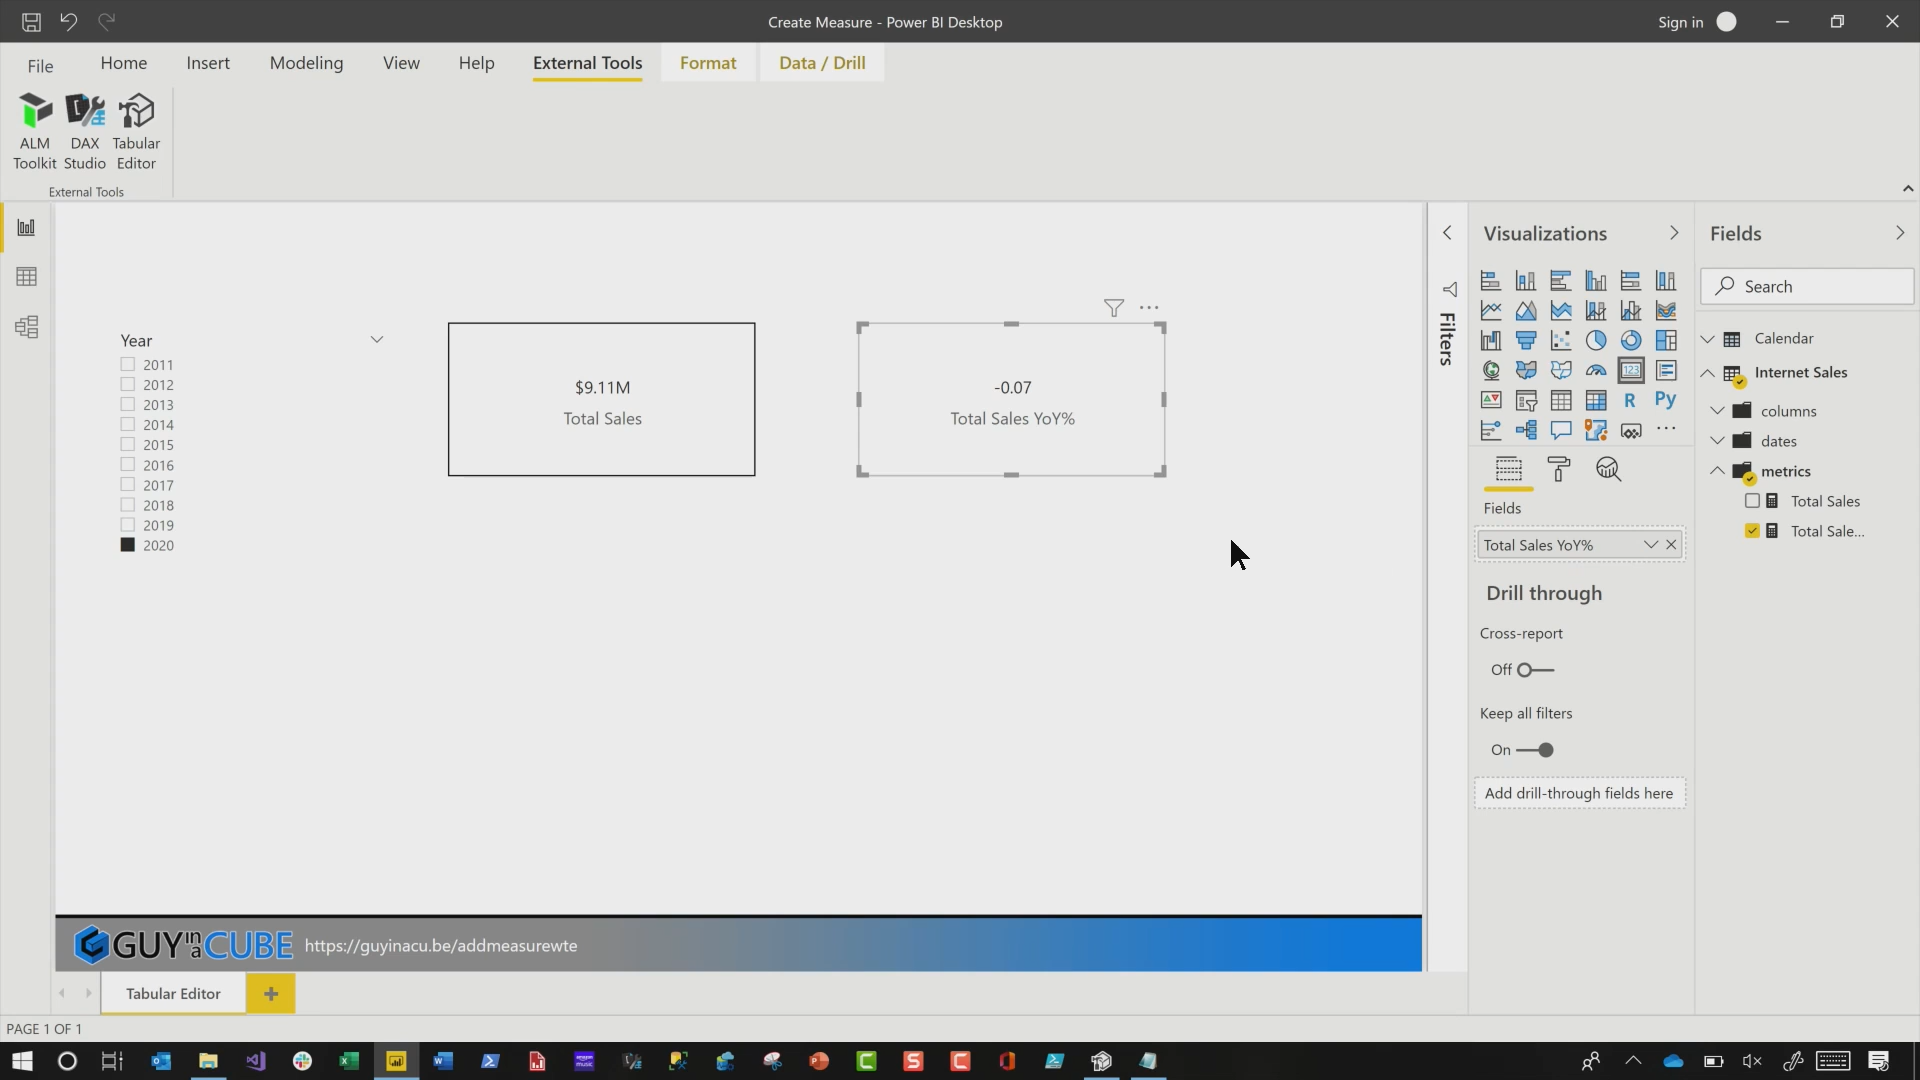 Create Measure - Power BI Desktop
Sign in
File
Home
Insert
Modeling
View
Help
External Tools
Format
Data / Drill
ALM
Toolkit
DAX
Studio
Tabular
Editor
External Tools
Year
2011
2012
2013
2014
2015
2016
2017
2018
2019
2020
$9.11M
Total Sales
-0.07
Total Sales YoY%
Filters
Visualizations
123
R
Py
Fields
Total Sales YoY%
Drill through
Cross-report
Off
Keep all filters
On
Add drill-through fields here
Fields
Search
Calendar
Internet Sales
columns
dates
metrics
Total Sales
Total Sale...
GUY in a CUBE
https://guyinacu.be/addmeasurewte
Tabular Editor
PAGE 1 OF 1